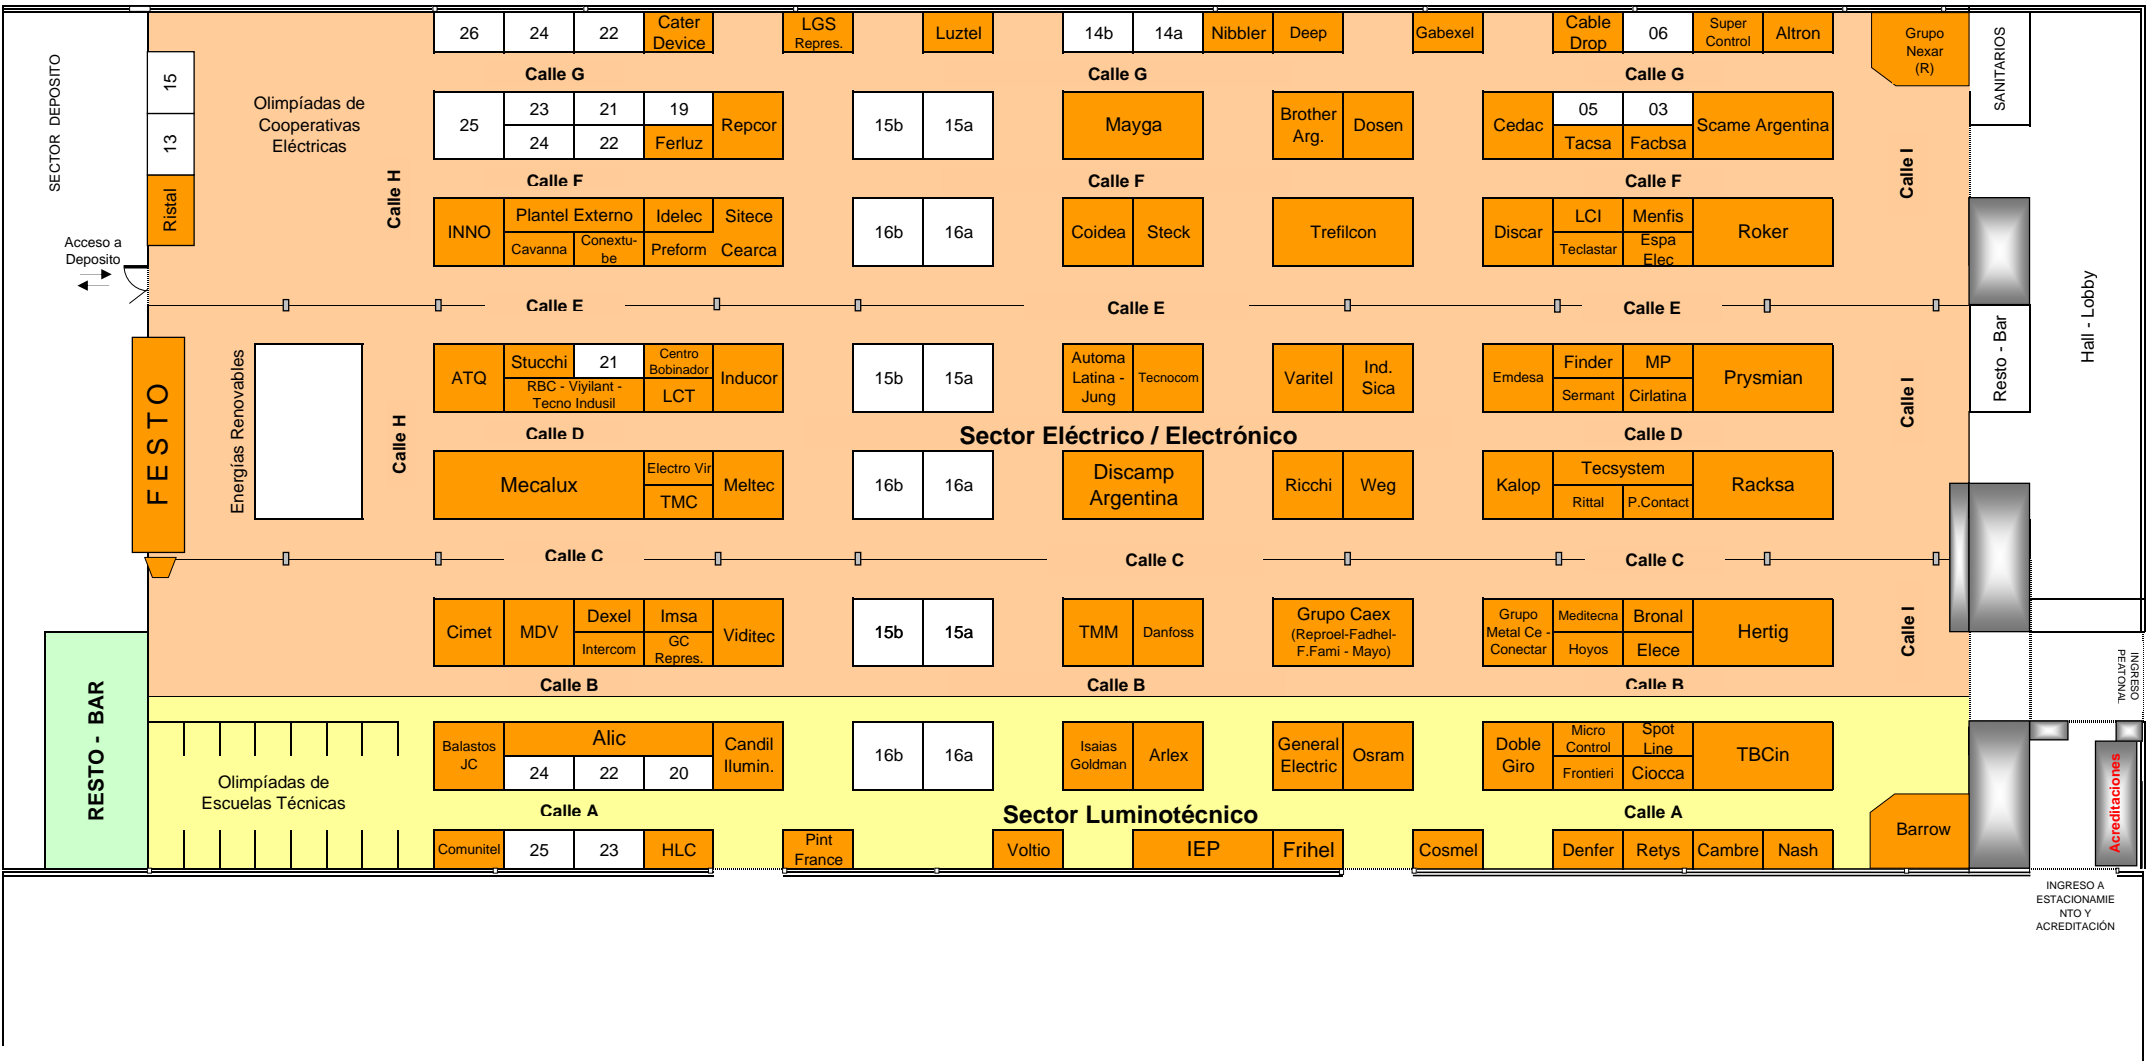 26
24
22
Cater
Device
LGS
Repres.
Luztel
14b
14a
Nibbler
Deep
Gabexel
Cable
Drop
06
Super
Control
Altron
Grupo
Nexar
(R)
SANITARIOS
SECTOR DEPOSITO
15
13
Ristal
Acceso a
Deposito
Calle G
Calle G
Calle G
Olimpíadas de
Cooperativas
Eléctricas
25
23
21
19
24
22
Ferluz
Repcor
15b
15a
Mayga
Brother
Arg.
Dosen
Cedac
05
03
Tacsa
Facbsa
Scame Argentina
Calle H
Calle F
Calle F
Calle F
Calle I
INNO
Plantel Externo
Idelec
Sitece
Cavanna
Conextu-
be
Preform
Cearca
16b
16a
Coidea
Steck
Trefilcon
Discar
LCI
Menfis
Teclastar
Espa
Elec
Roker
Calle E
Calle E
Calle E
Hall - Lobby
Resto - Bar
FESTO
Energías Renovables
Calle H
ATQ
Stucchi
21
Centro
Bobinador
RBC - Viyilant -
Tecno Indusil
LCT
Inducor
15b
15a
Automa
Latina -
Jung
Tecnocom
Varitel
Ind.
Sica
Emdesa
Finder
MP
Sermant
Cirlatina
Prysmian
Calle I
Calle D
Sector Eléctrico / Electrónico
Calle D
Mecalux
Electro Vir
TMC
Meltec
16b
16a
Discamp
Argentina
Ricchi
Weg
Kalop
Tecsystem
Rittal
P.Contact
Racksa
Calle C
Calle C
Calle C
Cimet
MDV
Dexel
Imsa
Intercom
GC
Repres.
Viditec
15b
15a
TMM
Danfoss
Grupo Caex
(Reproel-Fadhel-
F.Fami - Mayo)
Grupo
Metal Ce -
Conectar
Meditecna
Bronal
Hoyos
Elece
Hertig
Calle I
INGRESO
PEATONAL
Calle B
Calle B
Calle B
RESTO - BAR
Olimpíadas de
Escuelas Técnicas
Balastos
JC
Alic
24
22
20
Candil
Ilumin.
16b
16a
Isaias
Goldman
Arlex
General
Electric
Osram
Doble
Giro
Micro
Control
Spot
Line
Frontieri
Ciocca
TBCin
Acreditaciones
Calle A
Sector Luminotécnico
Calle A
Comunitel
25
23
HLC
Pint
France
Voltio
IEP
Frihel
Cosmel
Denfer
Retys
Cambre
Nash
Barrow
INGRESO A
ESTACIONAMIE
NTO Y
ACREDITACIÓN